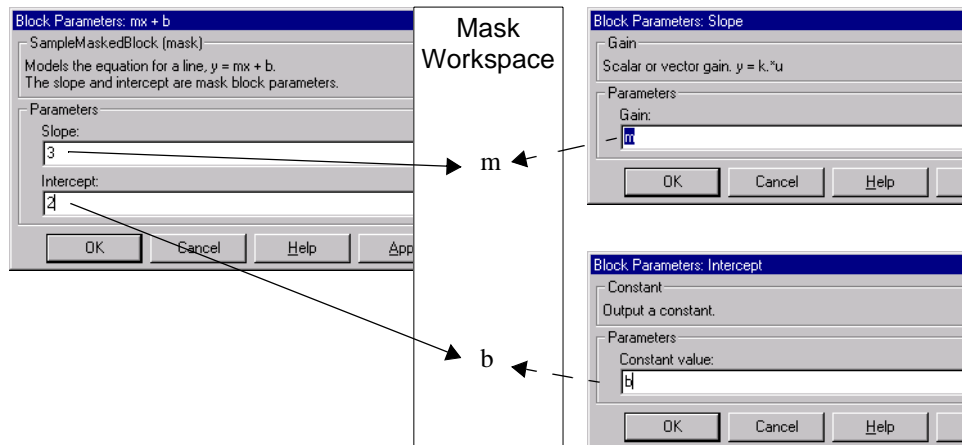 Block Parameters: mx + b
SampleMaskedBlock (mask)
Models the equation for a line, y = mx + b.
The slope and intercept are mask block parameters.
Parameters
Slope:
3
Intercept:
2
OK Cancel Help App
Mask
Workspace
m
b
Block Parameters: Slope
Gain
Scalar or vector gain. y = k.*u
Parameters
Gain:
m
OK Cancel Help
Block Parameters: Intercept
Constant
Output a constant.
Parameters
Constant value:
b
OK Cancel Help